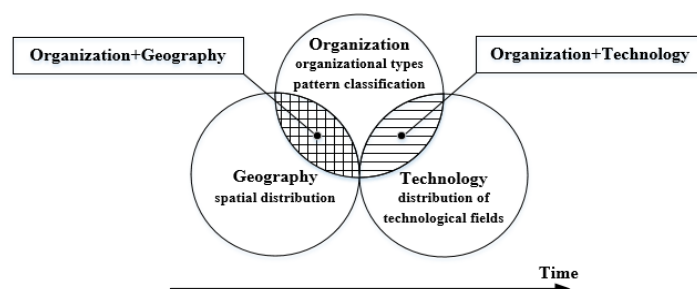 Organization+Geography
Organization
organizational types
pattern classification
Organization+Technology
Geography
spatial distribution
Technology
distribution of
technological fields
Time